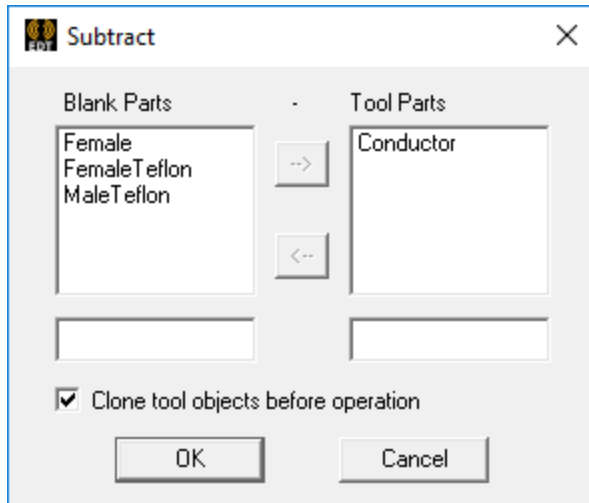 EDT Subtract
Blank Parts - Tool Parts
Female
FemaleTeflon
MaleTeflon
-->
<--
Conductor
Clone tool objects before operation
OK Cancel